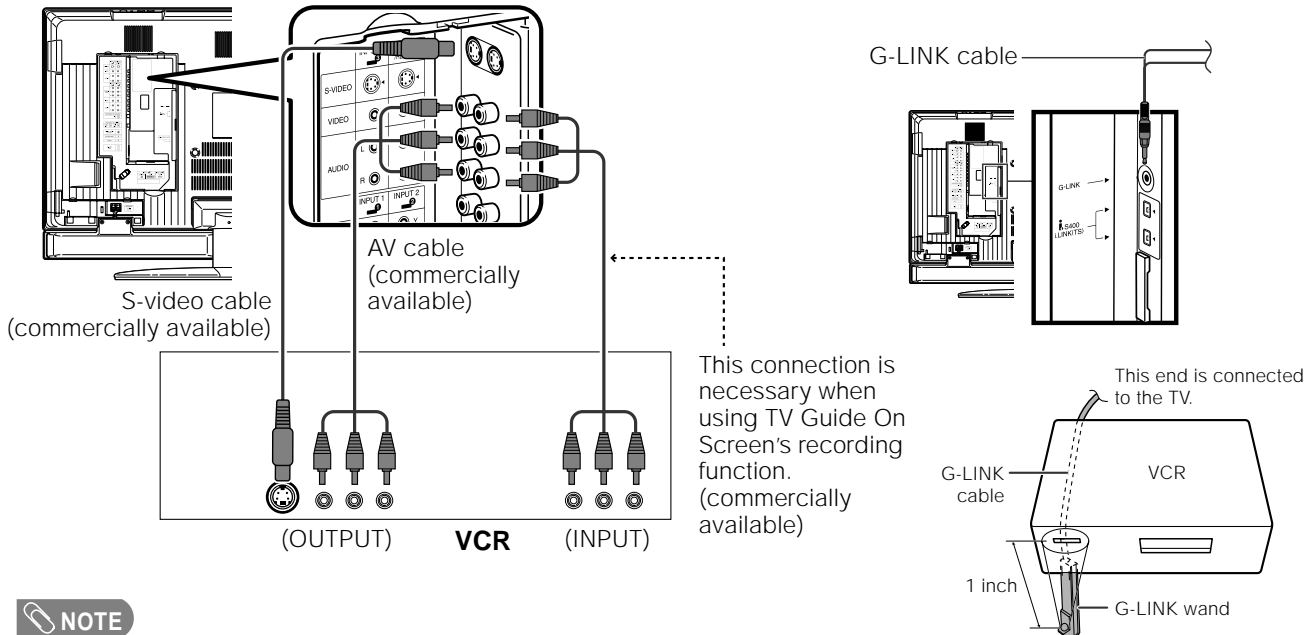 S-VIDEO
VIDEO
AUDIO
L
R
INPUT 1
INPUT 2
Y
AV cable
(commercially
available)
S-video cable
(commercially available)
(OUTPUT)
VCR
(INPUT)
This connection is
necessary when
using TV Guide On
Screen's recording
function.
(commercially
available)
G-LINK cable
G-LINK
S400
This end is connected
to the TV.
G-LINK
cable
VCR
1 inch
G-LINK wand
NOTE